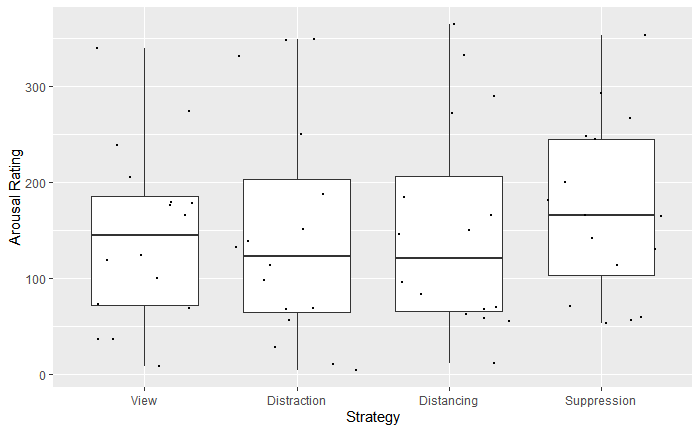 300
200
100
0
Arousal Rating
View Distraction Distancing Suppression
Strategy